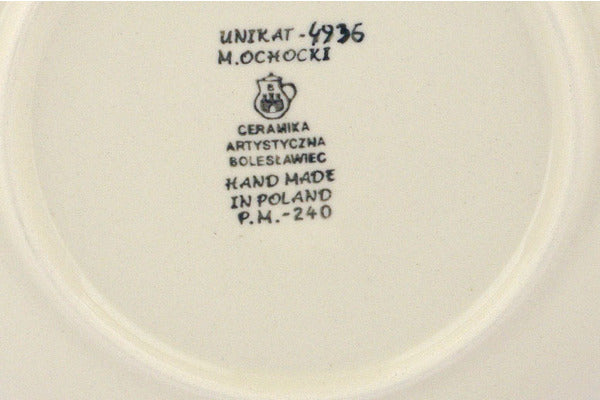 UNIKAT -4936
M.OCHOCKI
B
CERAMIKA
ARTYSTYCZNA
BOLESŁAWIEC
HAND MADE
IN POLAND
P.M.-240